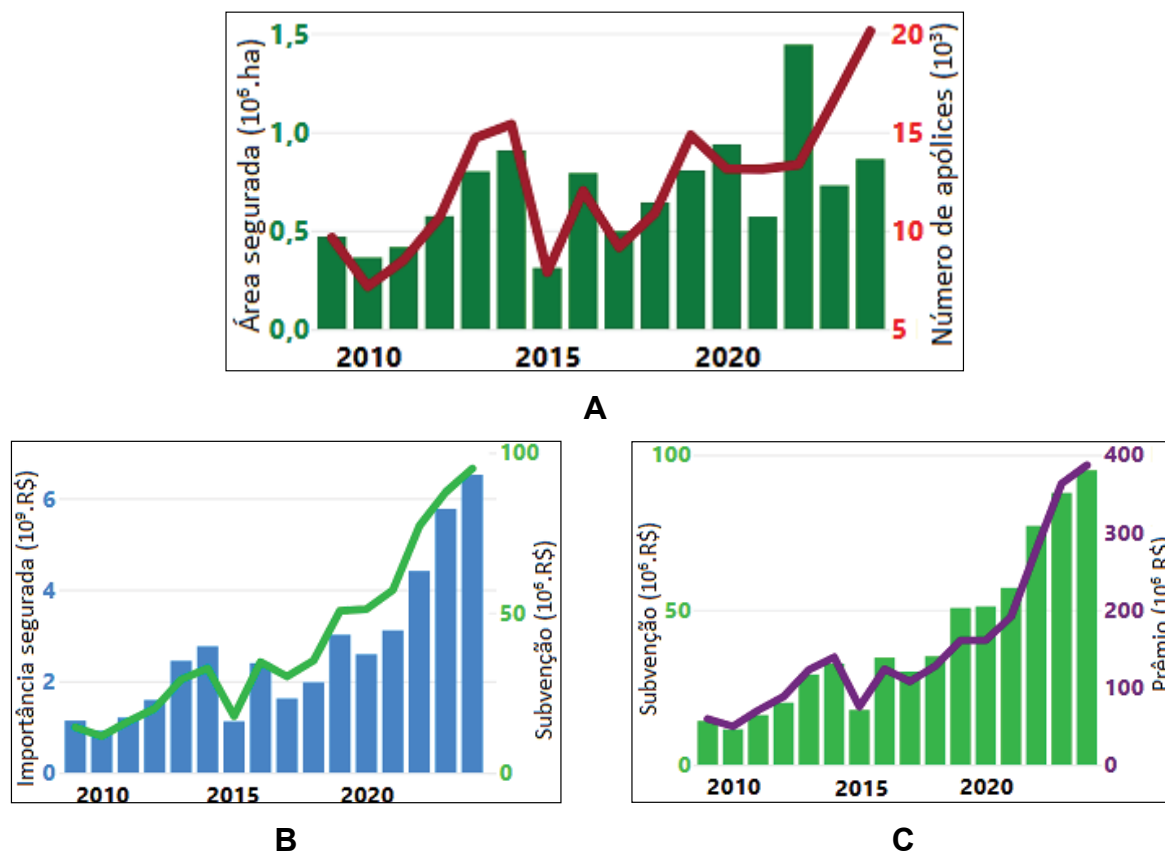 Área segurada (10⁶.ha)
1,5
1,0
0,5
0,0
20
15
10
5
Número de apólices (10³)
2010 2015 2020
A
Importância segurada (10⁹.R$)
6
4
2
0
100
50
0
Subvenção (10⁶.R$)
2010 2015 2020
B
Subvenção (10⁶.R$)
100
50
0
400
300
200
100
0
Prêmio (10⁶.R$)
2010 2015 2020
C